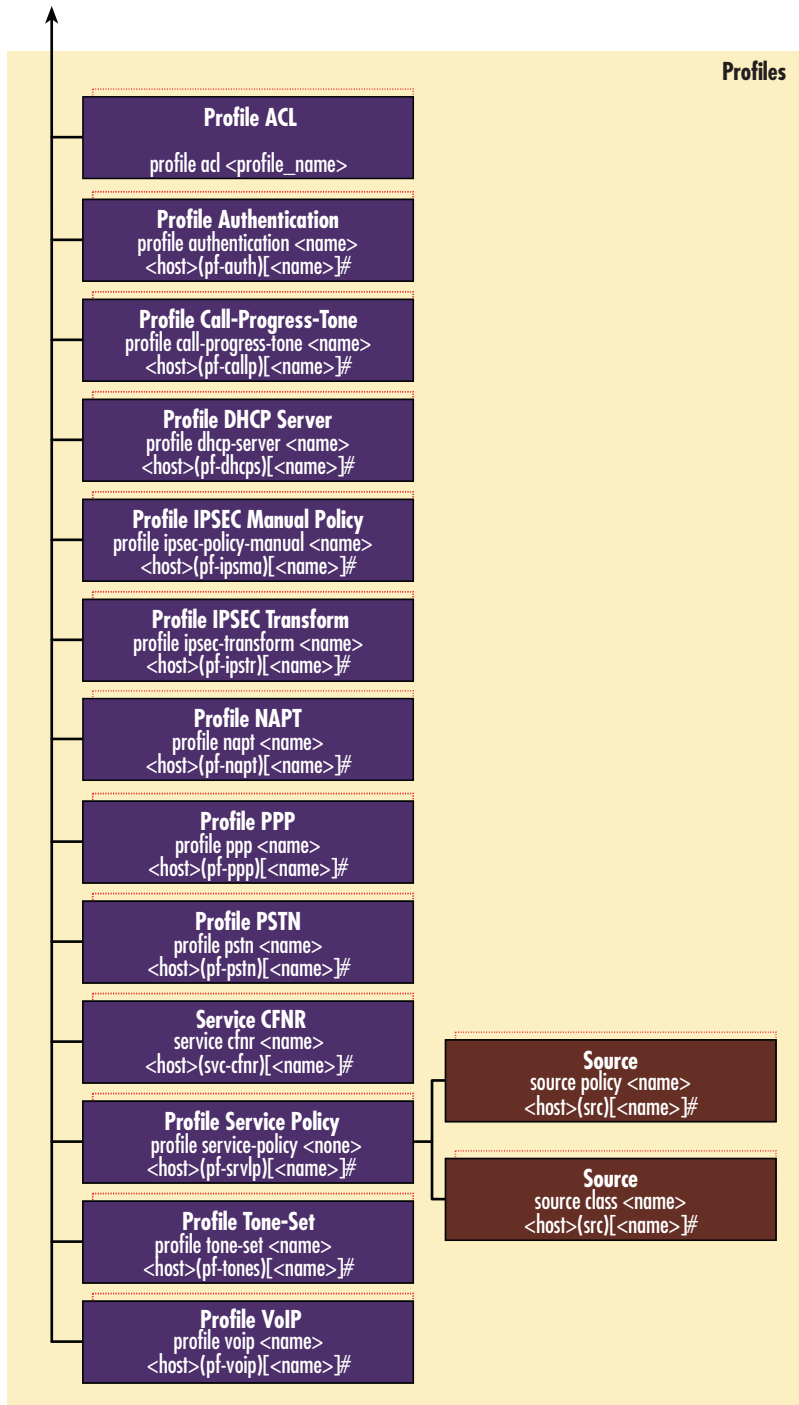 Profiles
Profile ACL
profile acl <profile_name>
Profile Authentication
profile authentication <name>
<host>(pf-auth)[<name>]#
Profile Call-Progress-Tone
profile call-progress-tone <name>
<host>(pf-callp)[<name>]#
Profile DHCP Server
profile dhcp-server <name>
<host>(pf-dhcps)[<name>]#
Profile IPSEC Manual Policy
profile ipsec-policy-manual <name>
<host>(pf-ipsma)[<name>]#
Profile IPSEC Transform
profile ipsec-transform <name>
<host>(pf-ipstr)[<name>]#
Profile NAPT
profile napt <name>
<host>(pf-napt)[<name>]#
Profile PPP
profile ppp <name>
<host>(pf-ppp)[<name>]#
Profile PSTN
profile pstn <name>
<host>(pf-pstn)[<name>]#
Service CFNR
service cfnr <name>
<host>(svc-cfnr)[<name>]#
Profile Service Policy
profile service-policy <none>
<host>(pf-srvlp)[<name>]#
Source
source policy <name>
<host>(src)[<name>]#
Source
source class <name>
<host>(src)[<name>]#
Profile Tone-Set
profile tone-set <name>
<host>(pf-tones)[<name>]#
Profile VoIP
profile voip <name>
<host>(pf-voip)[<name>]#